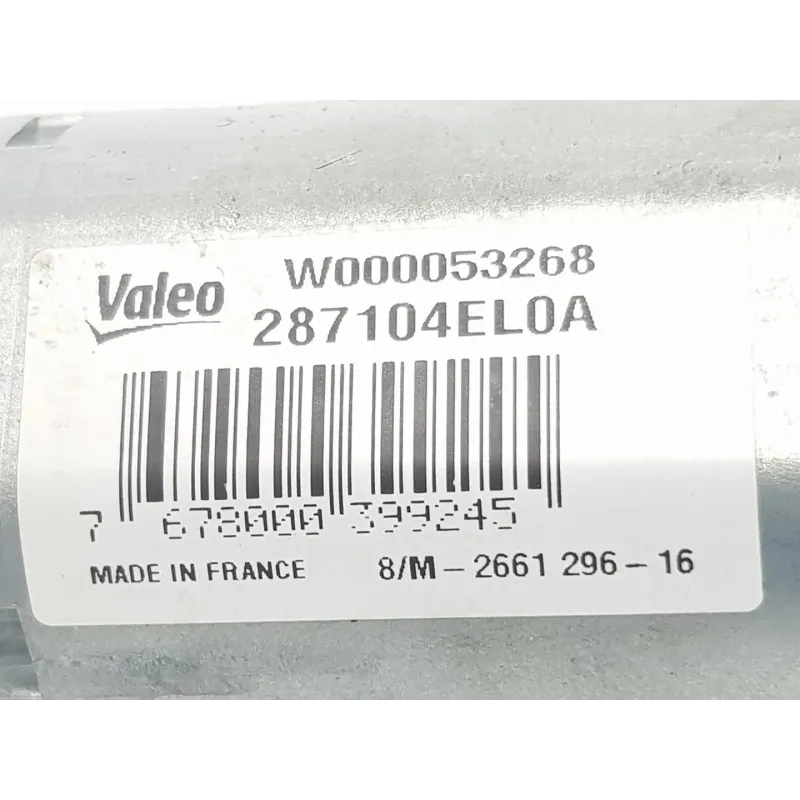 Valeo
W000053268
287104EL0A
7 678000 399245
MADE IN FRANCE 8/M-2661 296-16